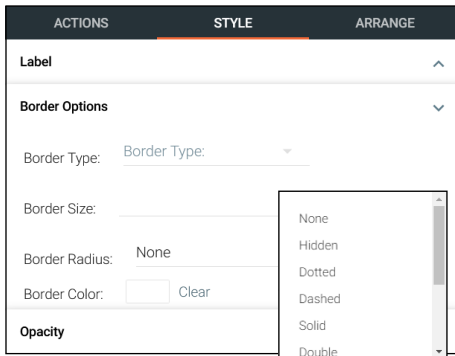 ACTIONS STYLE ARRANGE
Label
Border Options
Border Type: Border Type:
Border Size:
None
Hidden
Border Radius: None
Dotted
Border Color: Clear
Dashed
Solid
Opacity
Double